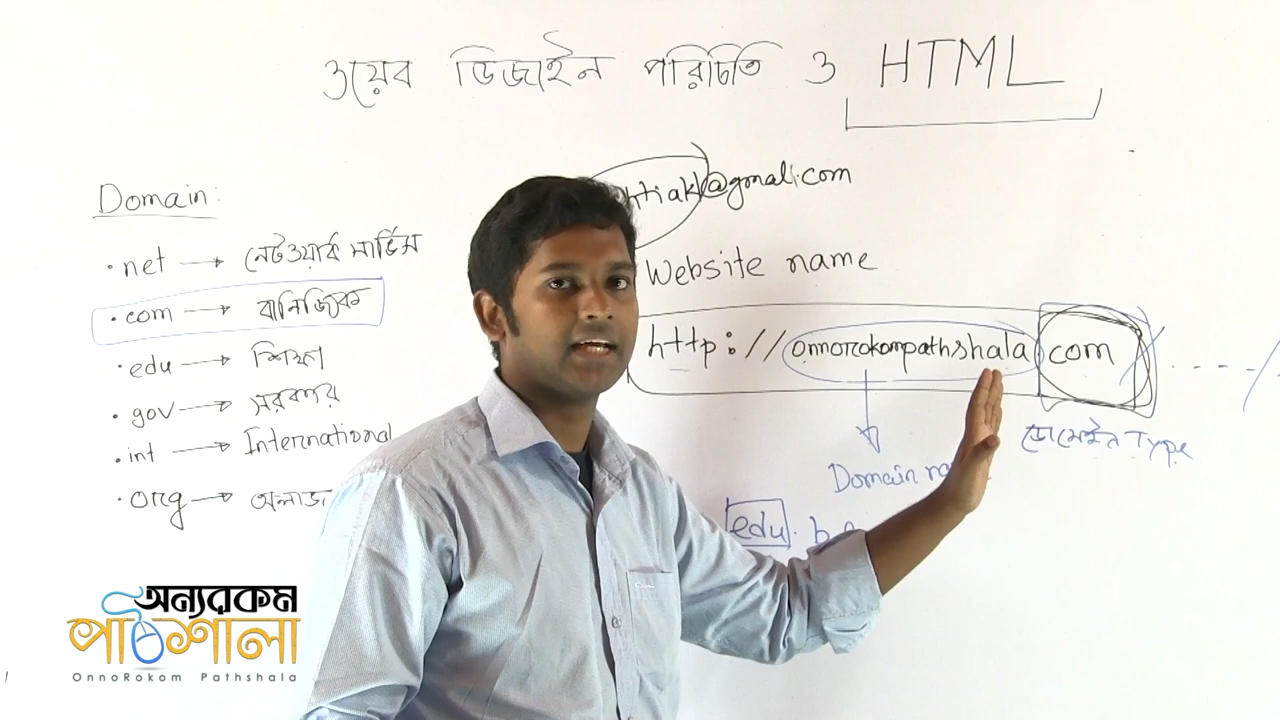 ওয়েব ডিজাইন পরিচিতি ও HTML
Domain:
• net → নেটওয়ার্ক সার্ভিস
• com → বানিজ্যিক
• edu → শিক্ষা
• gov → সরকার
• int → International
• org →
htiak@gmail.com
Website name
http://onnorokompathshala.com
ডোমেইন Type
Domain
edu.
অন্যরকম
পাঠশালা
OnnoRokom Pathshala